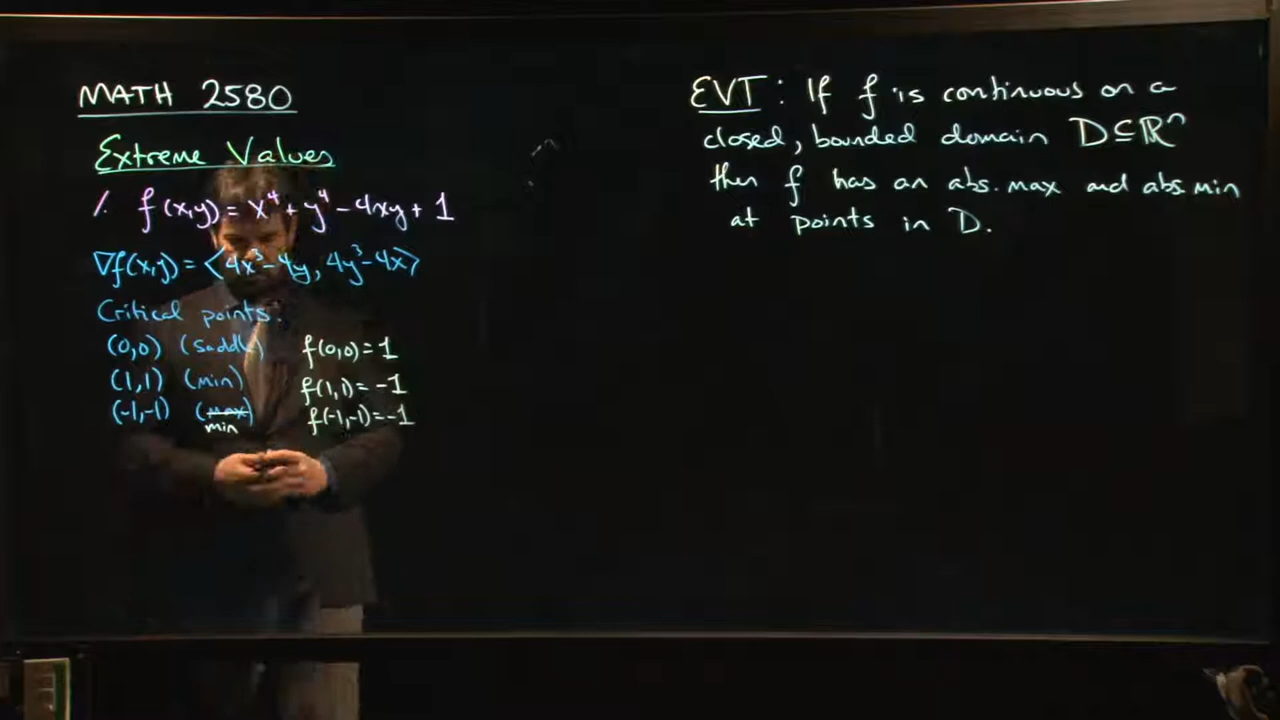 MATH 2580
Extreme Values
1. f(x,y) = x⁴ + y⁴ - 4xy + 1
∇f(x,y) = ⟨4x³ - 4y, 4y³ - 4x⟩
Critical points:
(0,0) (saddle) f(0,0) = 1
(1,1) (min) f(1,1) = -1
(-1,-1) (max) f(-1,-1) = -1
min
EVT: If f is continuous on a
closed, bounded domain D ⊆ ℝⁿ
then f has an abs. max and abs. min
at points in D.